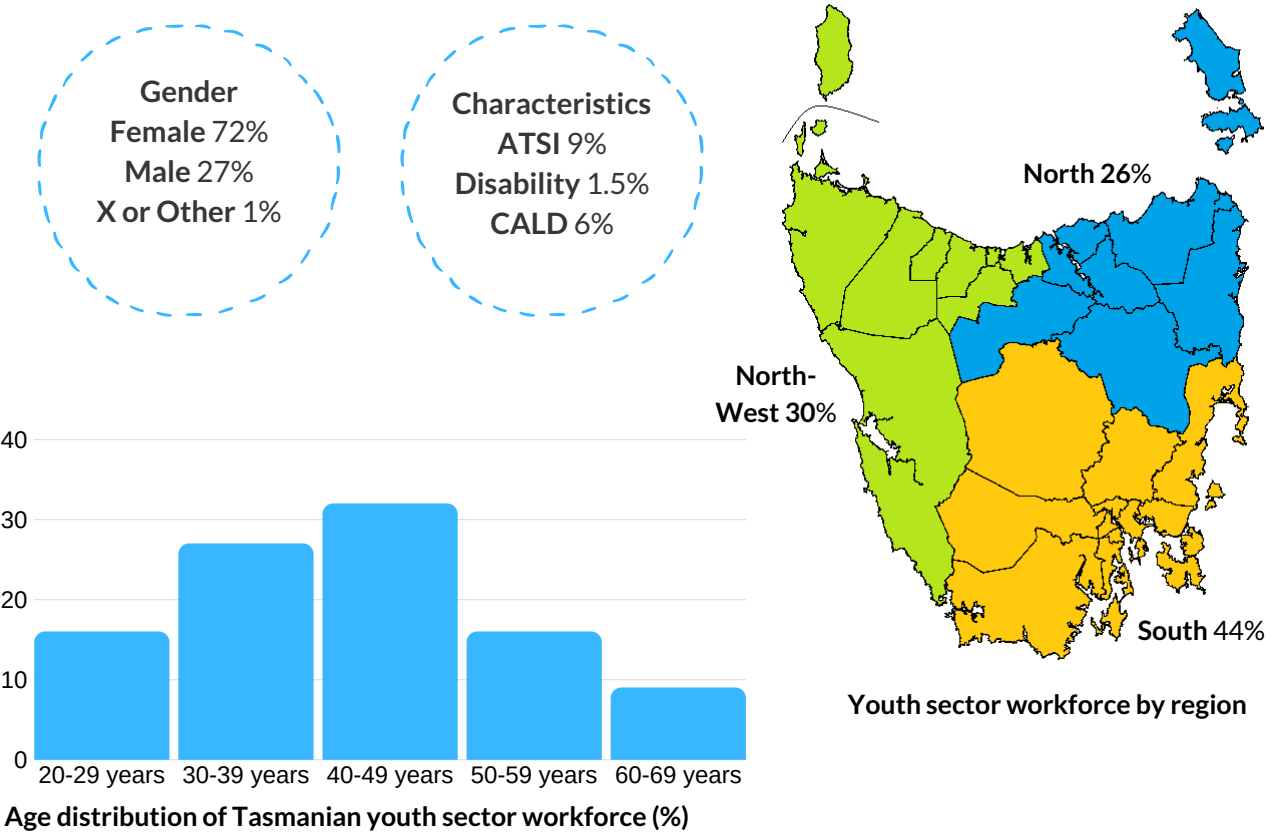 Gender
Female 72%
Male 27%
X or Other 1%
Characteristics
ATSI 9%
Disability 1.5%
CALD 6%
North 26%
North-
West 30%
South 44%
Youth sector workforce by region
40
30
20
10
0
20-29 years 30-39 years 40-49 years 50-59 years 60-69 years
Age distribution of Tasmanian youth sector workforce (%)